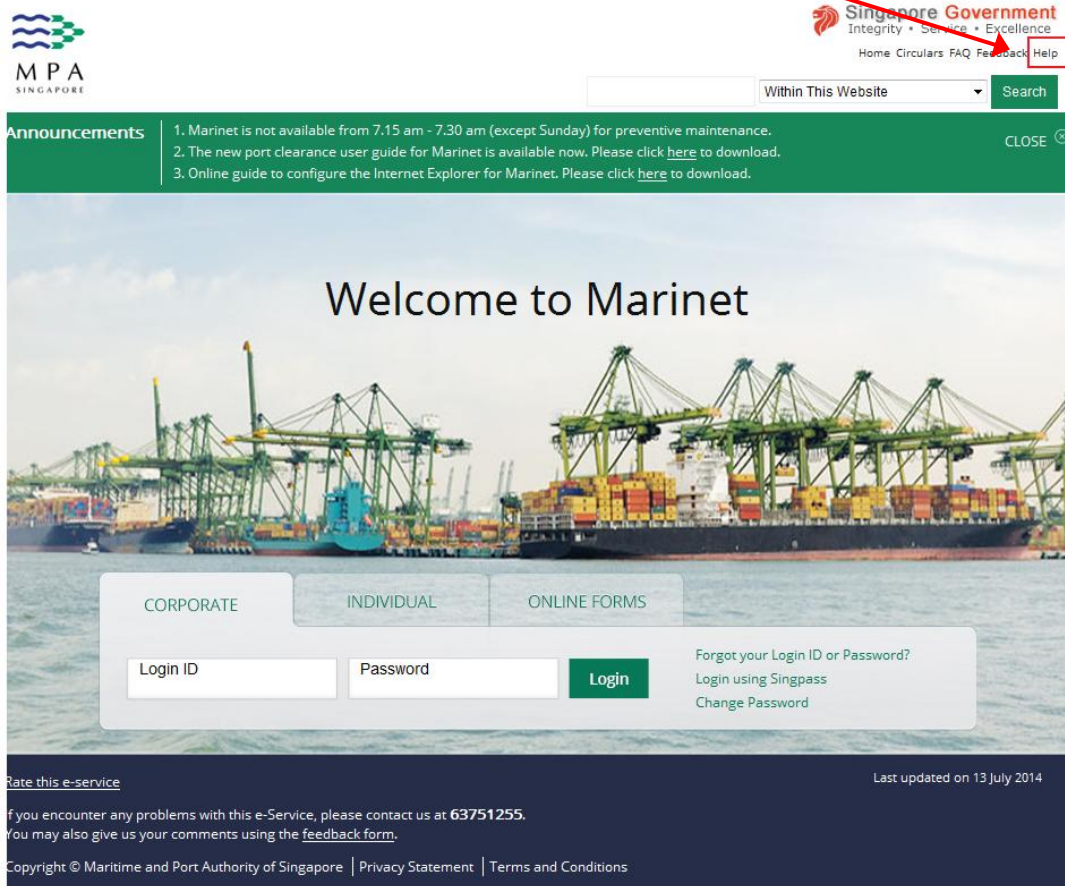 MPA
SINGAPORE
Singapore Government
Integrity • Service • Excellence
Home Circulars FAQ Feedback Help
Within This Website
Search
Announcements
1. Marinet is not available from 7.15 am - 7.30 am (except Sunday) for preventive maintenance.
2. The new port clearance user guide for Marinet is available now. Please click here to download.
3. Online guide to configure the Internet Explorer for Marinet. Please click here to download.
CLOSE
Welcome to Marinet
CORPORATE
INDIVIDUAL
ONLINE FORMS
Login ID
Password
Login
Forgot your Login ID or Password?
Login using Singpass
Change Password
Rate this e-service
Last updated on 13 July 2014
If you encounter any problems with this e-Service, please contact us at 63751255.
You may also give us your comments using the feedback form.
Copyright © Maritime and Port Authority of Singapore | Privacy Statement | Terms and Conditions